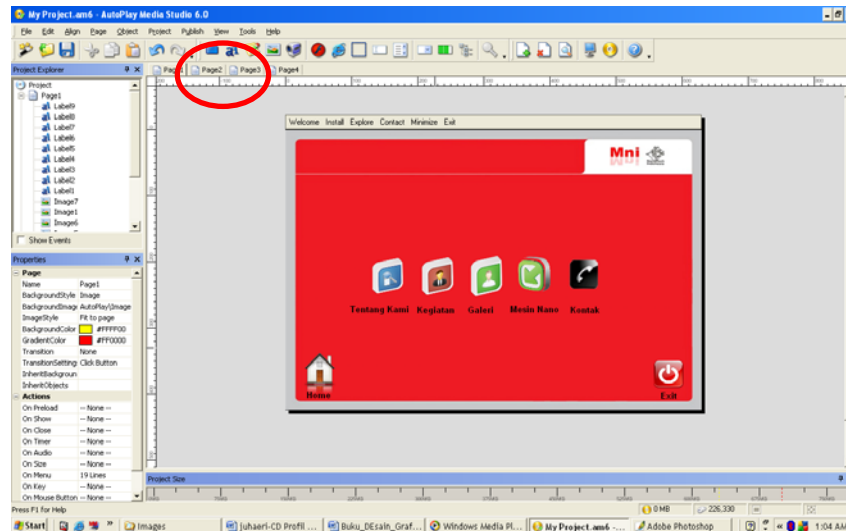 My Project.am6 - AutoPlay Media Studio 6.0
File Edit Align Page Object Project Publish View Tools Help
Project Explorer
Page2 Page3 Page4
Project
Page1
Label9
Label8
Label7
Label6
Label5
Label4
Label3
Label2
Label1
Image7
Image1
Image6
Show Events
Properties
Page
Name Page1
BackgroundStyle Image
BackgroundImage AutoPlay\Image
ImageStyle Fit to page
BackgroundColor #FFFF00
GradientColor #FF0000
Transition None
TransitionSetting Click Button
InheritBackgroun
InheritObjects
Actions
On Preload -- None --
On Show -- None --
On Close -- None --
On Timer -- None --
On Audio -- None --
On Size -- None --
On Menu 19 Lines
On Key -- None --
On Mouse Button -- None --
Welcome Install Explore Contact Minimize Exit
Mni
Tentang Kami Kegiatan Galeri Mesin Nano Kontak
Home
Exit
Project Size
Press F1 for Help
0 MB
226,330
Start
Images
juhaeri-CD Profil ...
Buku_DEsain_Graf...
Windows Media Pl...
My Project.am6 -...
Adobe Photoshop
1:04 AM